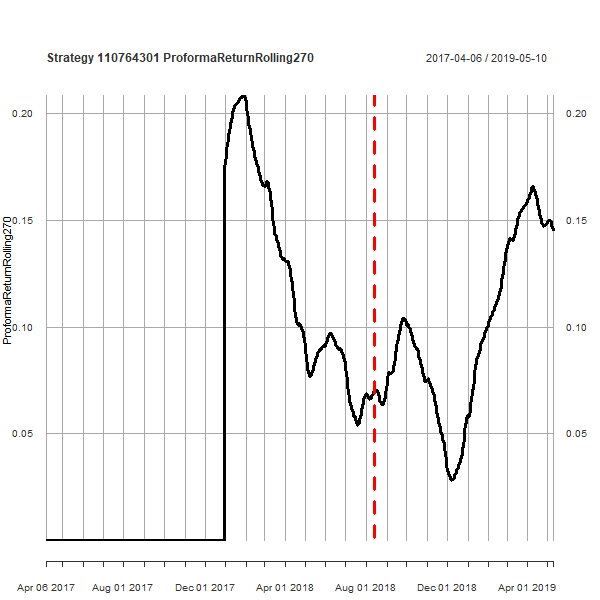 Strategy 110764301 ProformaReturnRolling270
2017-04-06 / 2019-05-10
0.20
0.20
0.15
0.15
ProformaReturnRolling270
0.10
0.10
0.05
0.05
Apr 06 2017
Aug 01 2017
Dec 01 2017
Apr 01 2018
Aug 01 2018
Dec 01 2018
Apr 01 2019